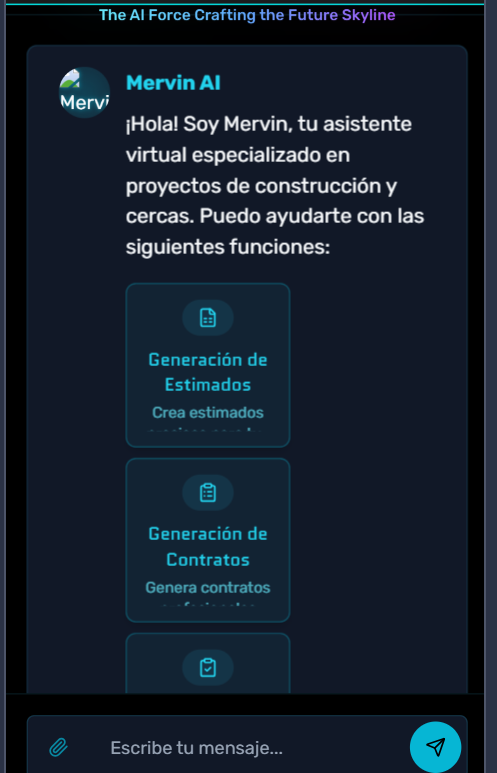 The AI Force Crafting the Future Skyline
Mervi
Mervin AI
¡Hola! Soy Mervin, tu asistente
virtual especializado en
proyectos de construcción y
cercas. Puedo ayudarte con las
siguientes funciones:
Generación de
Estimados
Crea estimados
Generación de
Contratos
Genera contratos
Escribe tu mensaje...